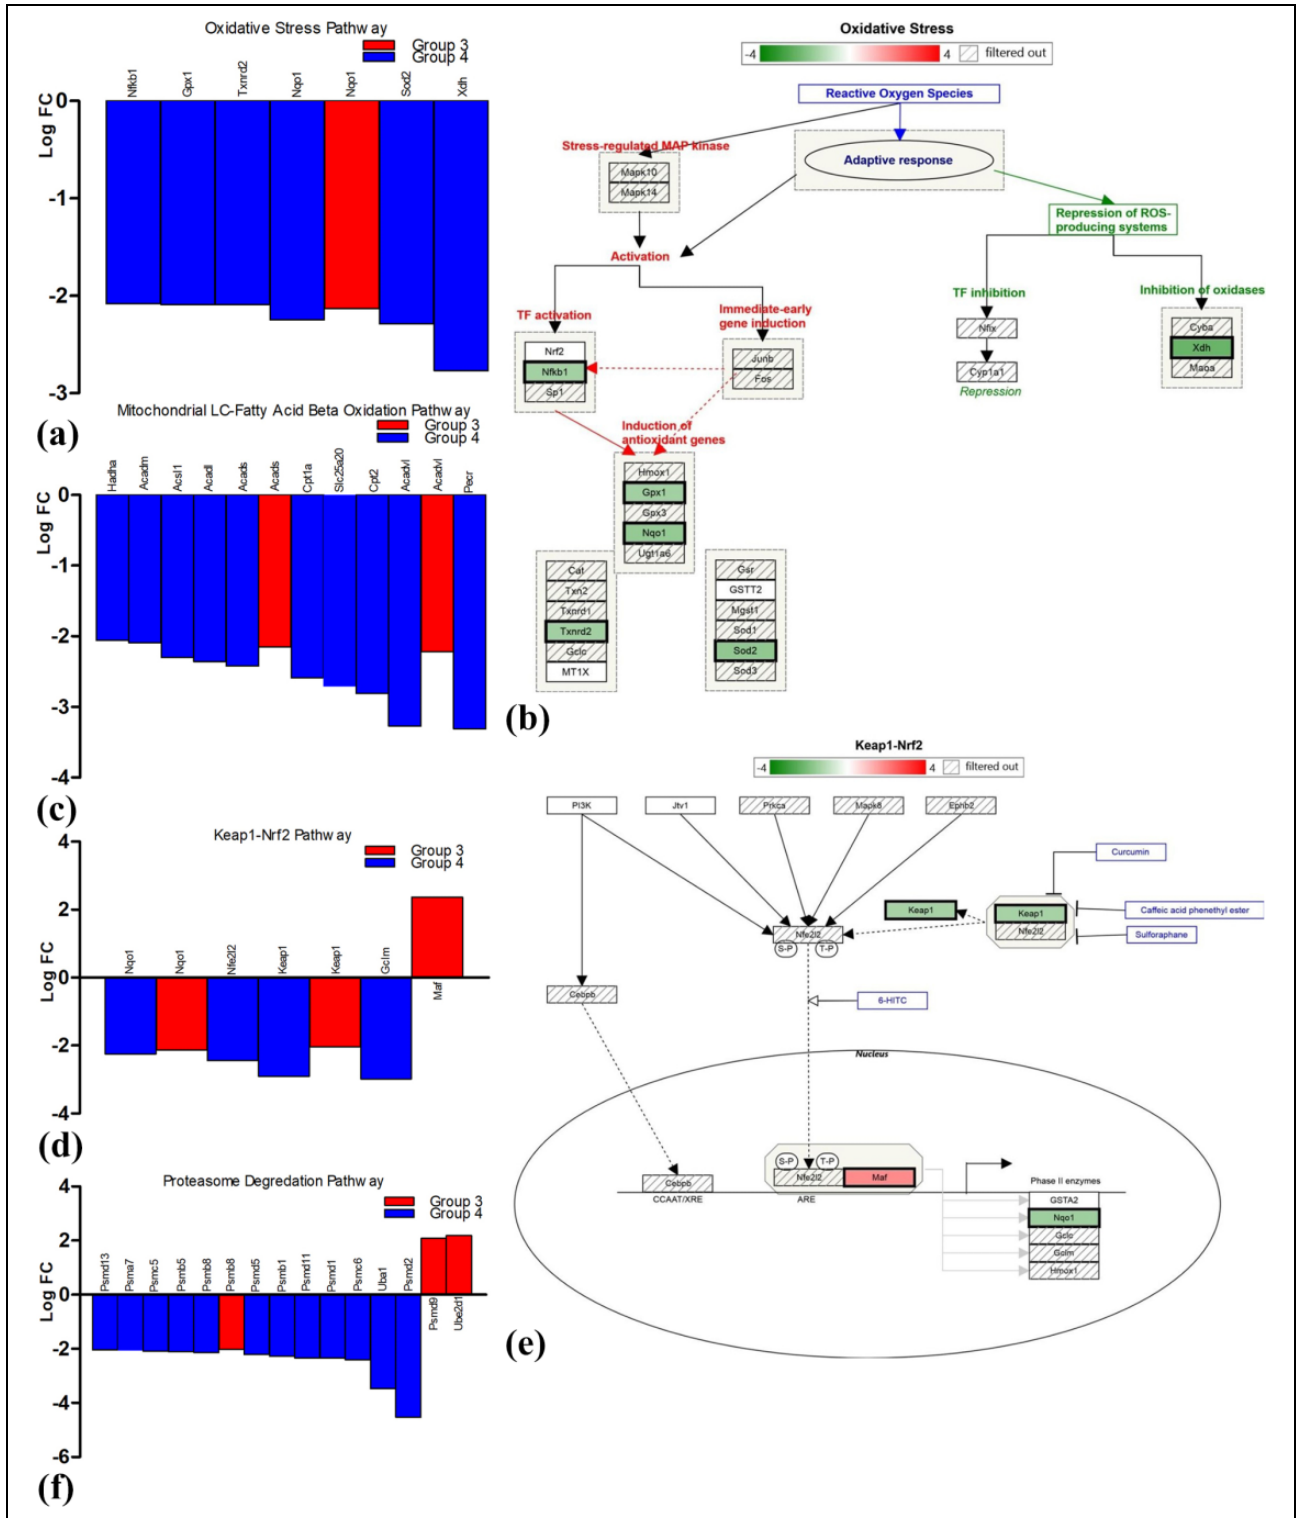 Oxidative Stress Pathway
Group 3
Group 4
Nfkb1
Gpx1
Txnrd2
Nqo1
Nqo1
Sod2
Xdh
Log FC
0
-1
-2
-3
(a)
Oxidative Stress
-4
4
filtered out
Reactive Oxygen Species
Stress-regulated MAP kinase
Adaptive response
Mapk10
Mapk14
Repression of ROS-
producing systems
Activation
TF inhibition
Inhibition of oxidases
TF activation
Immediate-early
gene induction
Nrf2
Nfkb1
Sp1
Junb
Fos
Nfix
Cyp1a1
Repression
Cyba
Xdh
Maoa
Induction of
antioxidant genes
Hmox1
Gpx1
Gpx3
Nqo1
Ugt1a6
Cat
Txn2
Txnrd1
Txnrd2
Gclc
MT1X
Gsr
GSTT2
Mgst1
Sod1
Sod2
Sod3
(b)
Mitochondrial LC-Fatty Acid Beta Oxidation Pathway
Group 3
Group 4
Hadha
Acadm
Acsl1
Acadl
Acads
Acads
Cpt1a
Slc25a20
Cpt2
Acadvl
Acadvl
Pecr
Log FC
0
-1
-2
-3
-4
(c)
Keap1-Nrf2 Pathway
Group 3
Group 4
Nqo1
Nqo1
Nfe2l2
Keap1
Keap1
Gclm
Maf
Log FC
4
2
0
-2
-4
(d)
Keap1-Nrf2
-4
4
filtered out
PI3K
Jtv1
Prkca
Mapk8
Ephb2
Curcumin
Keap1
Keap1
Nfe2l2
Caffeic acid phenethyl ester
Sulforaphane
Nfe2l2
S-P
T-P
Cebpb
6-HITC
Nucleus
S-P
T-P
Cebpb
Nfe2l2
Maf
CCAAT/XRE
ARE
Phase II enzymes
GSTA2
Nqo1
Gclc
Gclm
Hmox1
(e)
Proteasome Degredation Pathway
Group 3
Group 4
Psmd13
Psma7
Psmc5
Psmb5
Psmb8
Psmb8
Psmd5
Psmb1
Psmd11
Psmd1
Psmc6
Uba1
Psmd2
Psmd9
Ube2d1
Log FC
4
2
0
-2
-4
-6
(f)